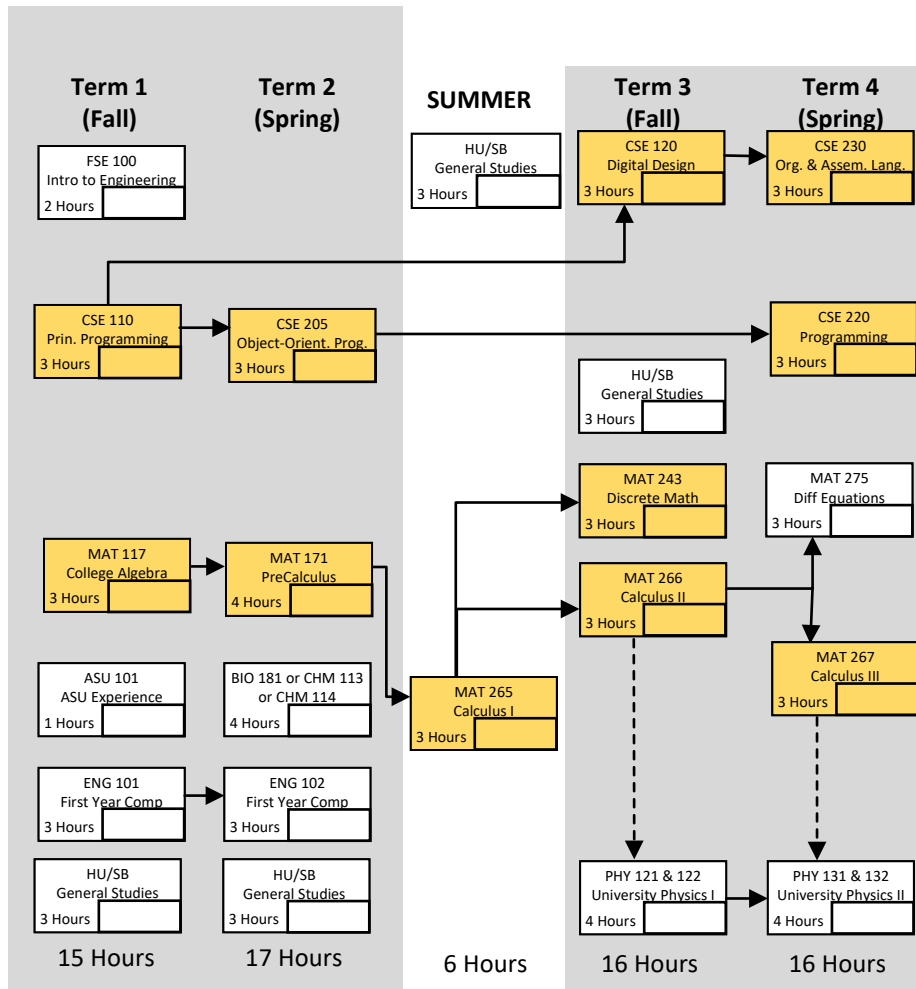 Term 1
(Fall)
FSE 100
Intro to Engineering
2 Hours
CSE 110
Prin. Programming
3 Hours
MAT 117
College Algebra
3 Hours
ASU 101
ASU Experience
1 Hours
ENG 101
First Year Comp
3 Hours
HU/SB
General Studies
3 Hours
15 Hours
Term 2
(Spring)
CSE 205
Object-Orient. Prog.
3 Hours
MAT 171
PreCalculus
4 Hours
BIO 181 or CHM 113
or CHM 114
4 Hours
ENG 102
First Year Comp
3 Hours
HU/SB
General Studies
3 Hours
17 Hours
SUMMER
HU/SB
General Studies
3 Hours
MAT 265
Calculus I
3 Hours
6 Hours
Term 3
(Fall)
CSE 120
Digital Design
3 Hours
HU/SB
General Studies
3 Hours
MAT 243
Discrete Math
3 Hours
MAT 266
Calculus II
3 Hours
PHY 121 & 122
University Physics I
4 Hours
16 Hours
Term 4
(Spring)
CSE 230
Org. & Assem. Lang.
3 Hours
CSE 220
Programming
3 Hours
MAT 275
Diff Equations
3 Hours
MAT 267
Calculus III
3 Hours
PHY 131 & 132
University Physics II
4 Hours
16 Hours